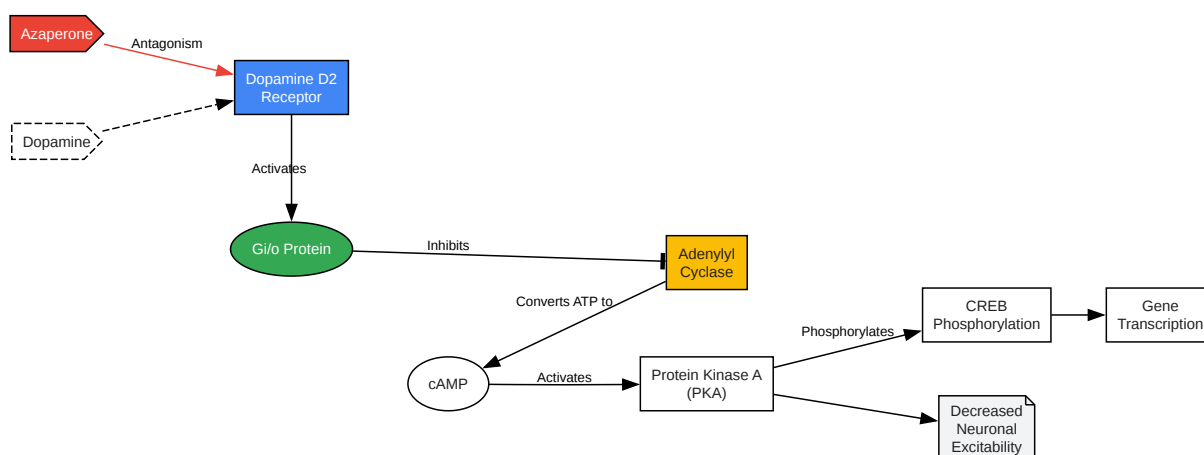 Azaperone
Antagonism
Dopamine D2
Receptor
Dopamine
Activates
Gi/o Protein
Inhibits
Adenylyl
Cyclase
Converts ATP to
CREB
Phosphorylation
Gene
Transcription
Phosphorylates
cAMP
Activates
Protein Kinase A
(PKA)
Decreased
Neuronal
Excitability